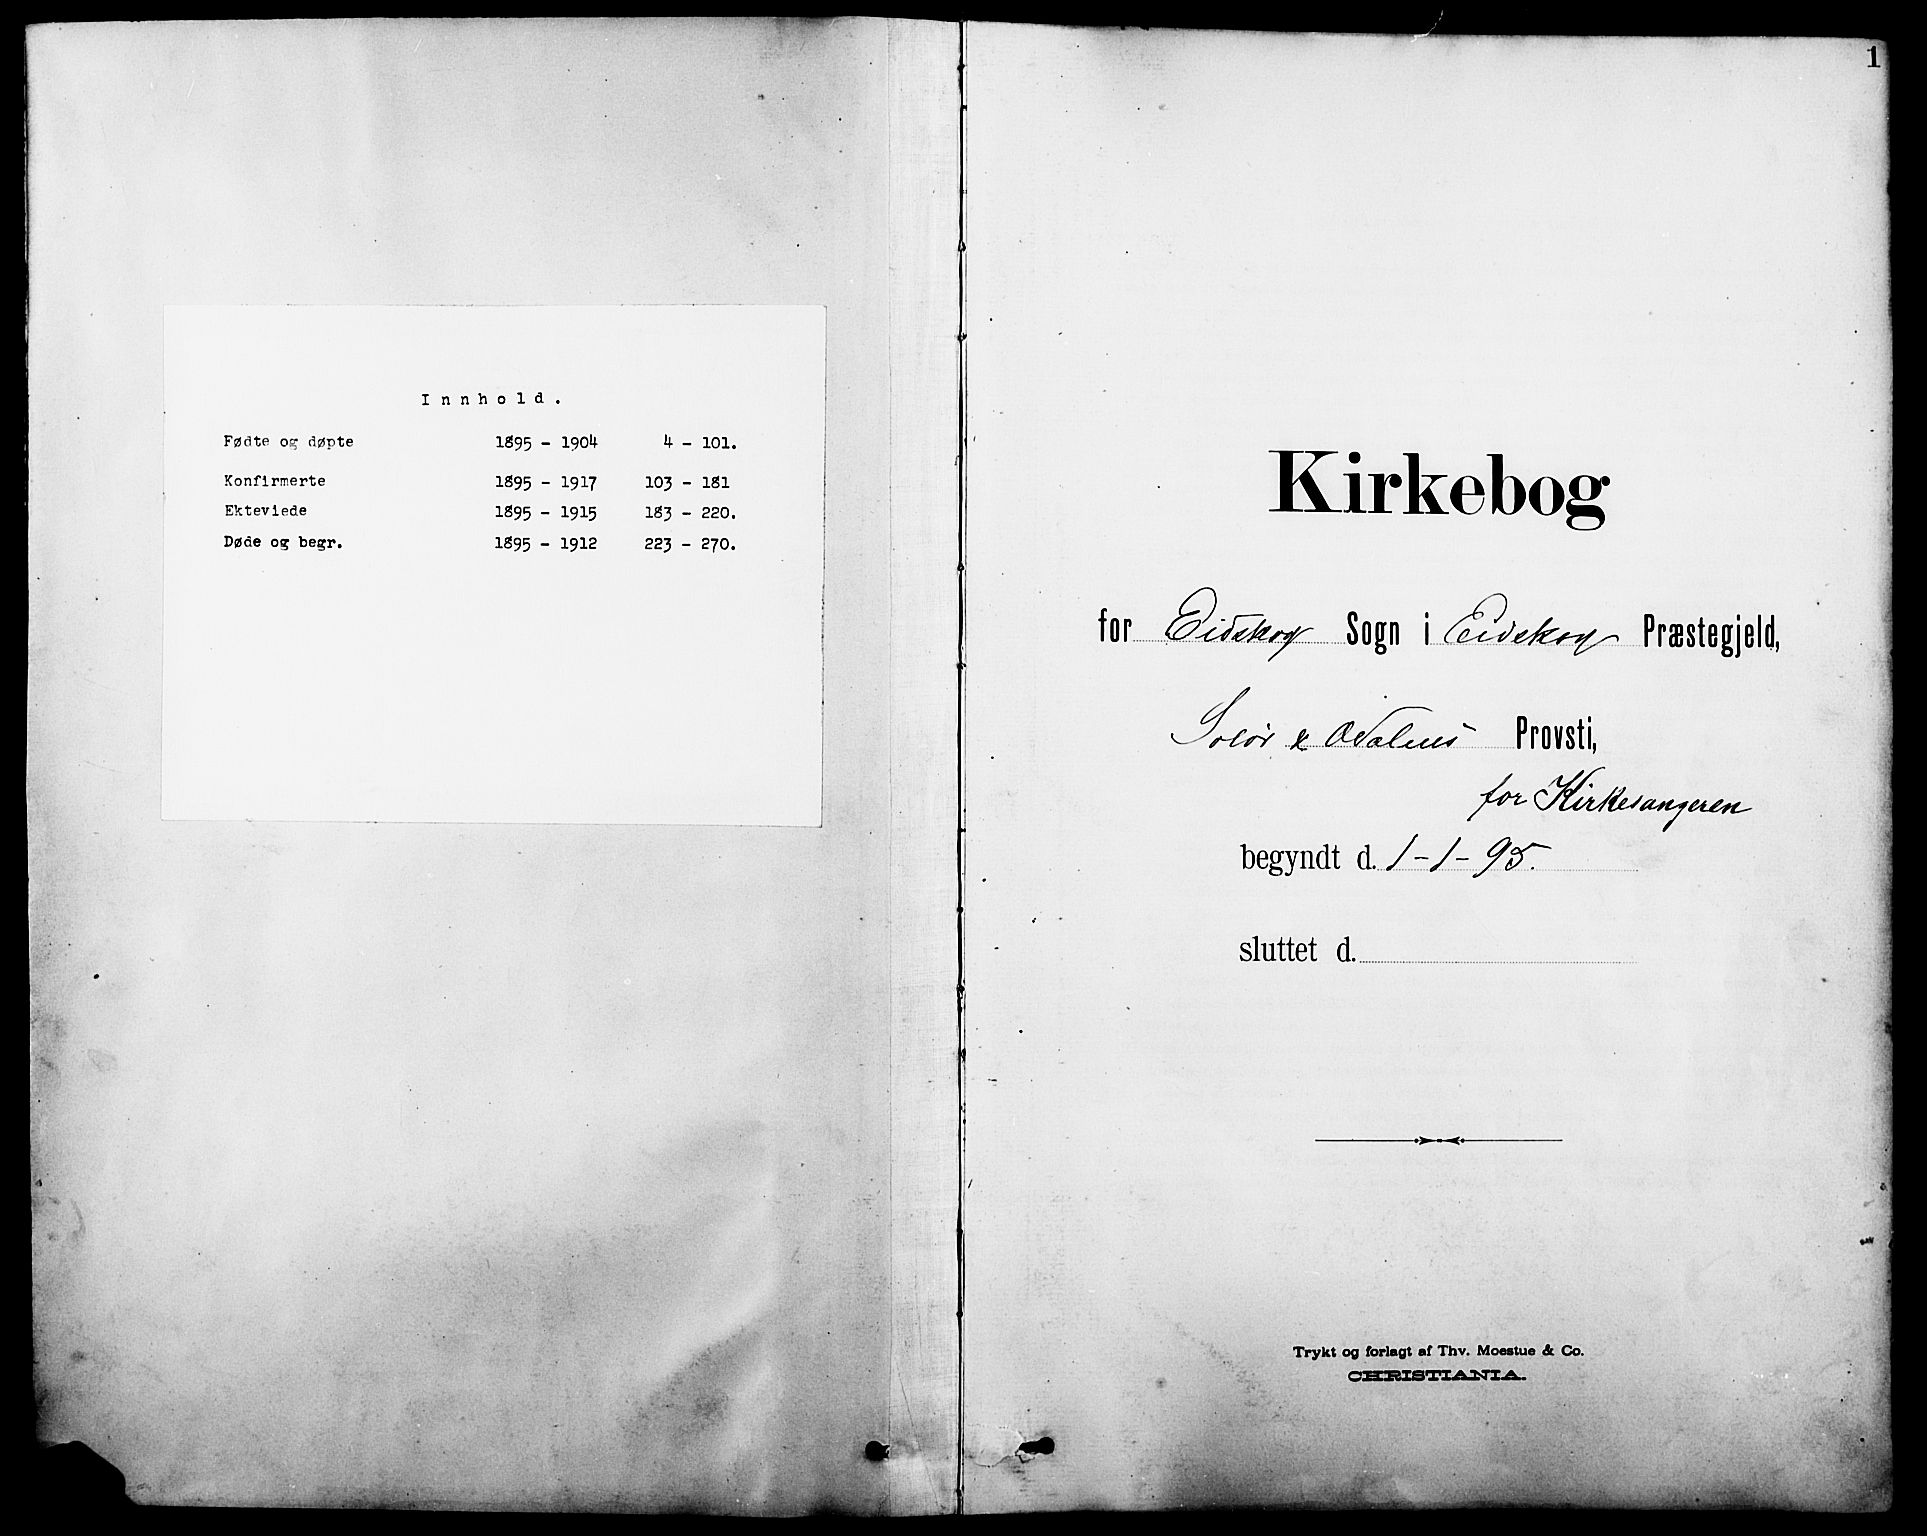 Innhold.
Fødte og døpte 1895 - 1904 4 - 101.
Konfirmerte 1895 - 1917 103 - 181
Ekteviede 1895 - 1915 183 - 220.
Døde og begr. 1895 - 1912 223 - 270.
1
Kirkebog
for Eidskog Sogn i Eidskog Præstegjeld,
Solør & Odalens Provsti,
for Kirkesangeren
begyndt d. 1-1-95.
sluttet d.
Trykt og forlagt af Thv. Moestue & Co.
CHRISTIANIA.